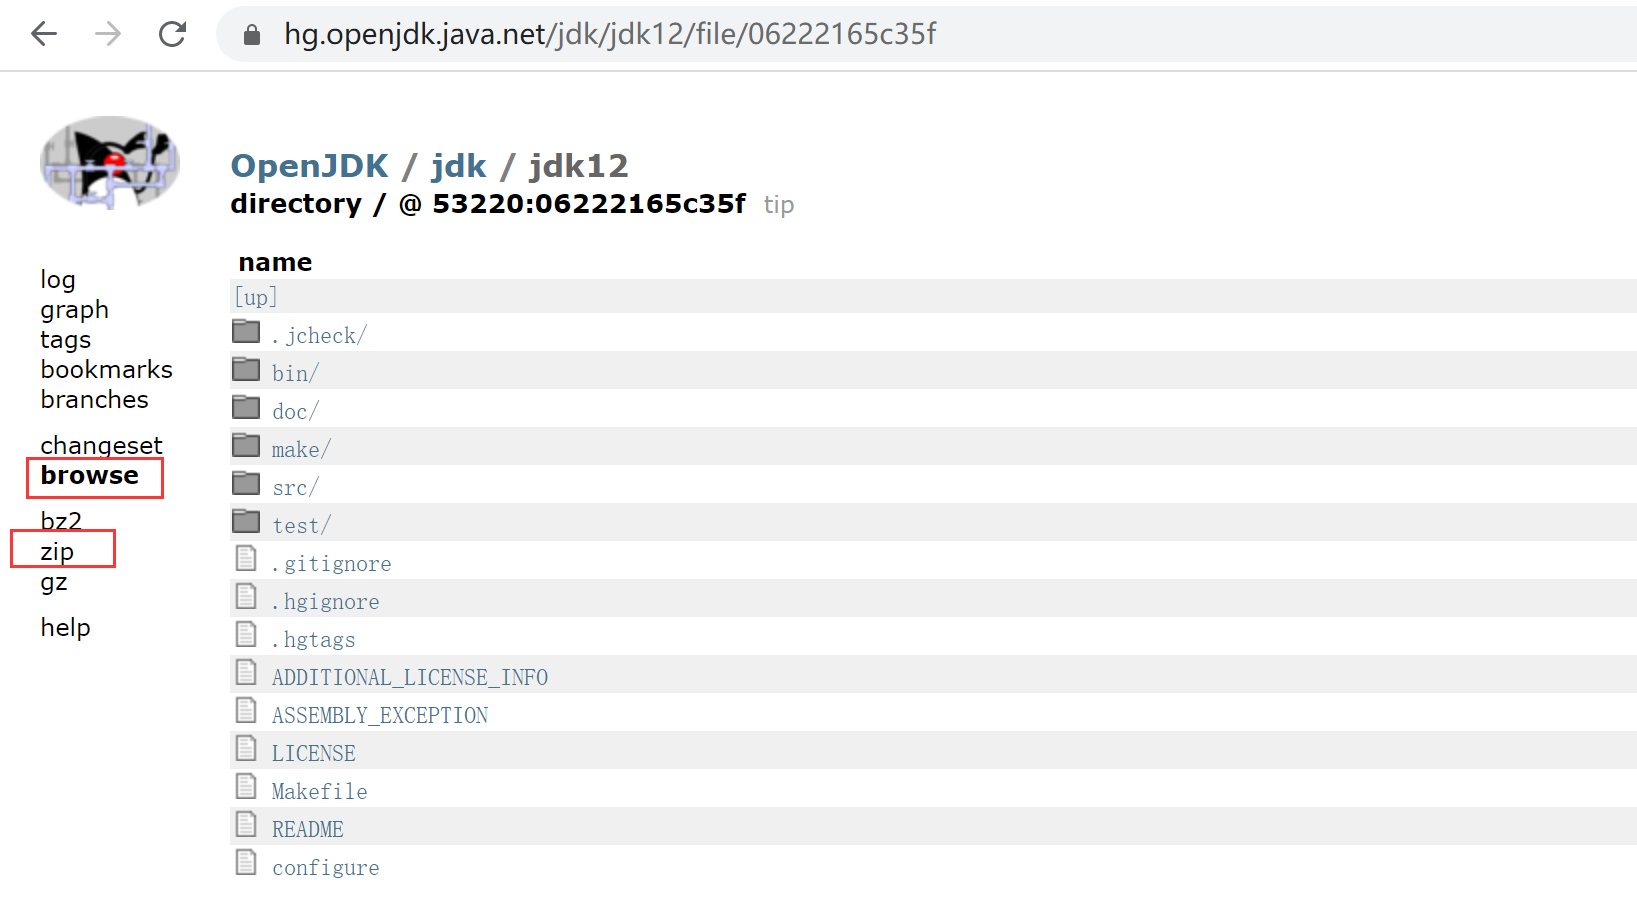 hg.openjdk.java.net/jdk/jdk12/file/06222165c35f
OpenJDK / jdk / jdk12
directory / @ 53220:06222165c35f tip
log
graph
tags
bookmarks
branches
changeset
browse
bz2
zip
gz
help
name
[up]
.jcheck/
bin/
doc/
make/
src/
test/
.gitignore
.hgignore
.hgtags
ADDITIONAL_LICENSE_INFO
ASSEMBLY_EXCEPTION
LICENSE
Makefile
README
configure